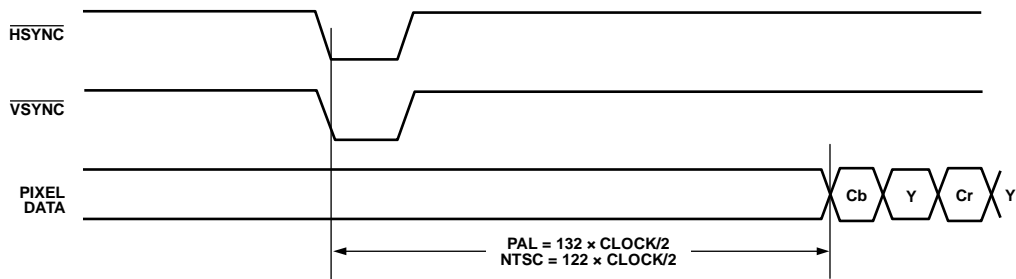 HSYNC
VSYNC
PIXEL
DATA
Cb Y Cr Y
PAL = 132 × CLOCK/2
NTSC = 122 × CLOCK/2